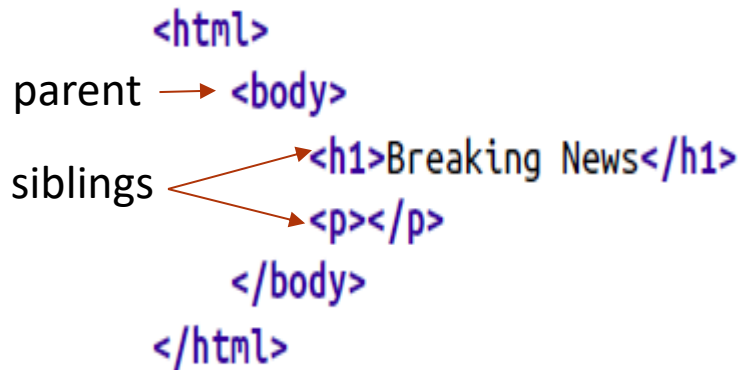 <html>
parent <body>
<h1>Breaking News</h1>
siblings
<p></p>
</body>
</html>